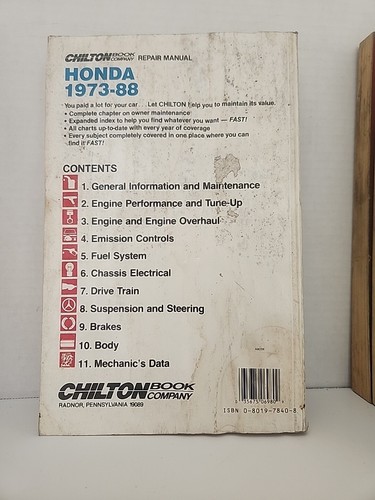 CHILTON BOOK COMPANY REPAIR MANUAL
HONDA
1973-88
You paid a lot for your car. . . Let CHILTON help you to maintain its value.
• Complete chapter on owner maintenance
• Expanded index to help you find whatever you want — FAST!
• All charts up-to-date with every year of coverage
• Every subject completely covered in one place where you can
find it FAST!
CONTENTS
1. General Information and Maintenance
2. Engine Performance and Tune-Up
3. Engine and Engine Overhaul
4. Emission Controls
5. Fuel System
6. Chassis Electrical
7. Drive Train
8. Suspension and Steering
9. Brakes
10. Body
11. Mechanic's Data
CHILTON BOOK COMPANY
RADNOR, PENNSYLVANIA 19089
ISBN 0-8019-7840-8